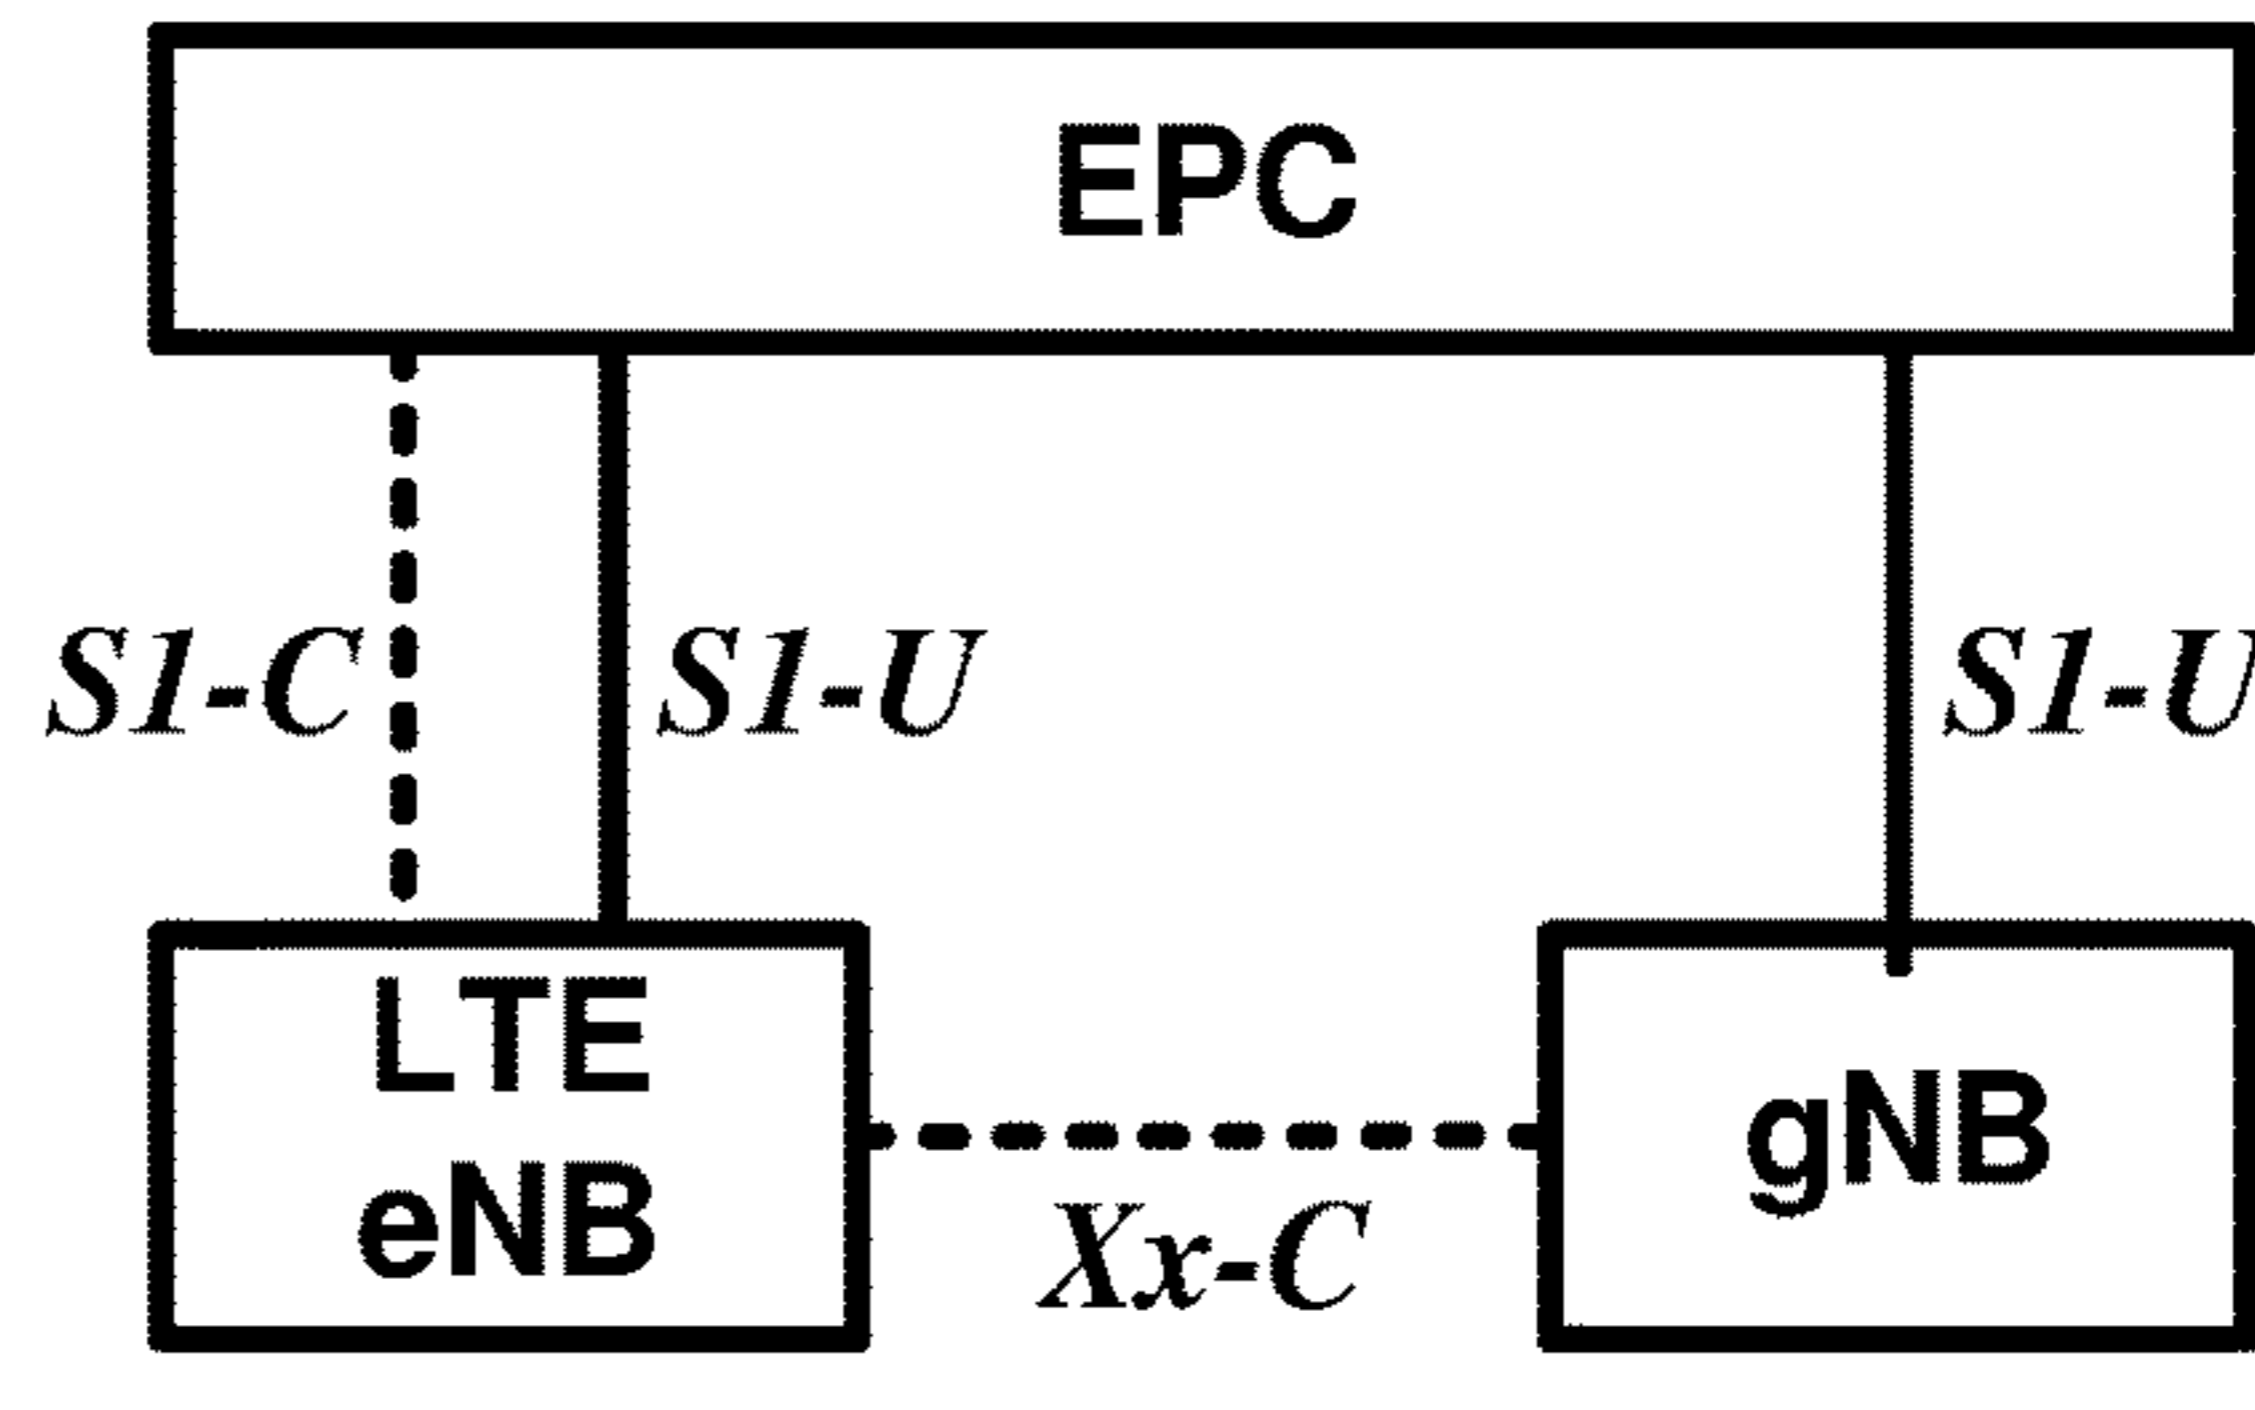 EPC
S1-C
S1-U
S1-U
LTE
eNB
gNB
Xx-C